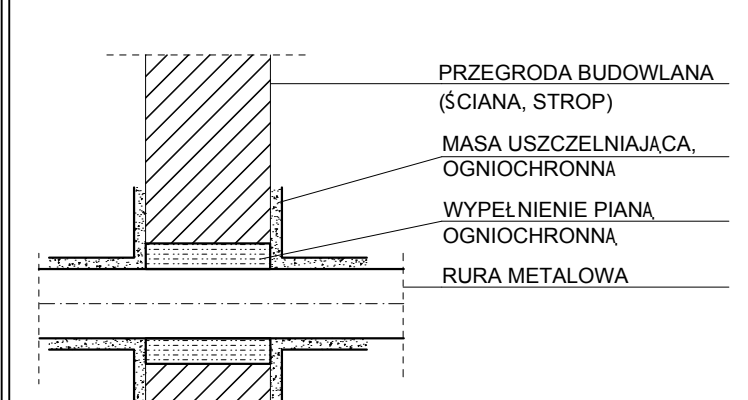 PRZEGRODA BUDOWLANA
(ŚCIANA, STROP)
MASA USZCZELNIAJĄCA,
OGNIOCHRONNA
WYPEŁNIENIE PIANĄ
OGNIOCHRONNĄ
RURA METALOWA